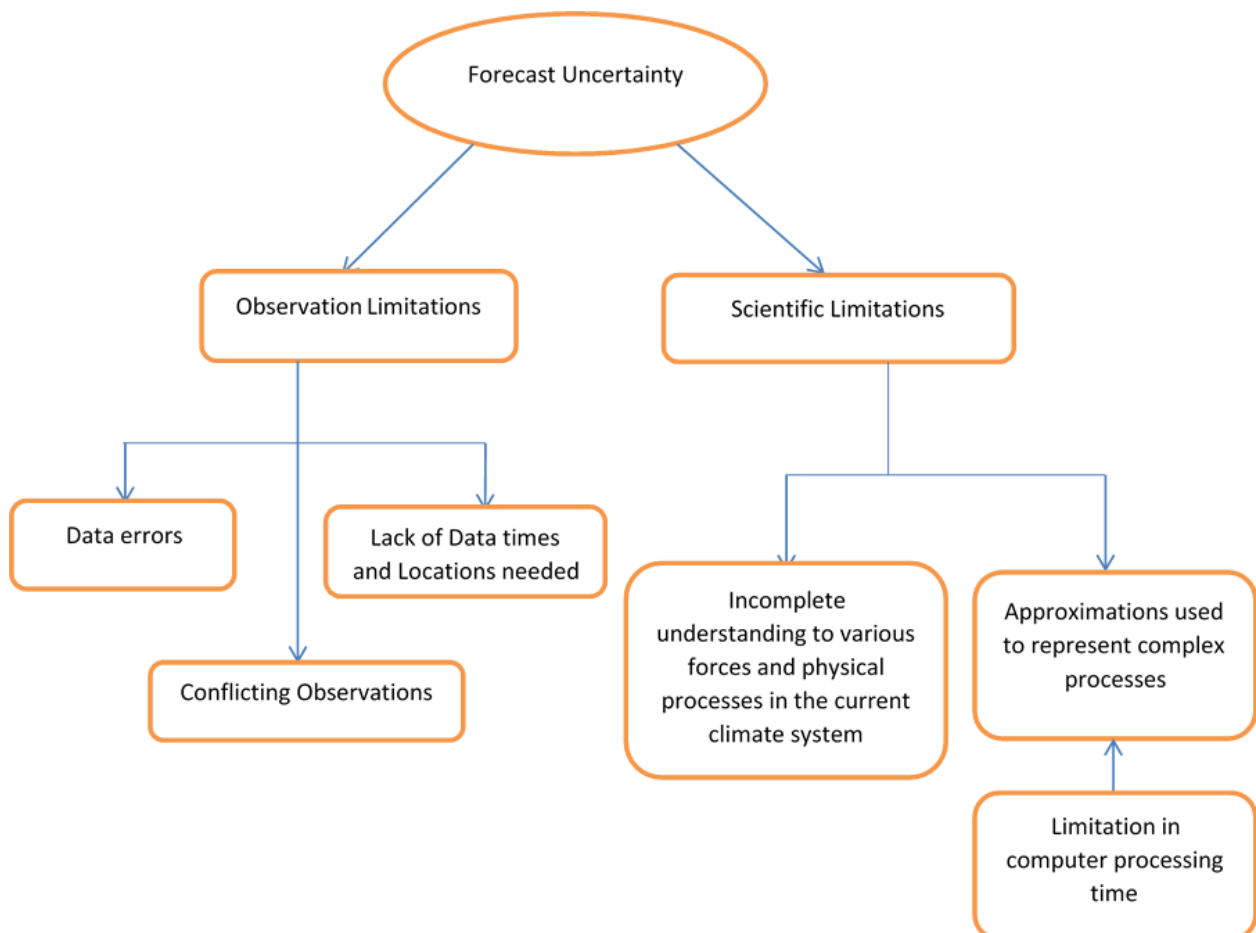 Forecast Uncertainty
Observation Limitations
Scientific Limitations
Data errors
Lack of Data times
and Locations needed
Conflicting Observations
Incomplete
understanding to various
forces and physical
processes in the current
climate system
Approximations used
to represent complex
processes
Limitation in
computer processing
time